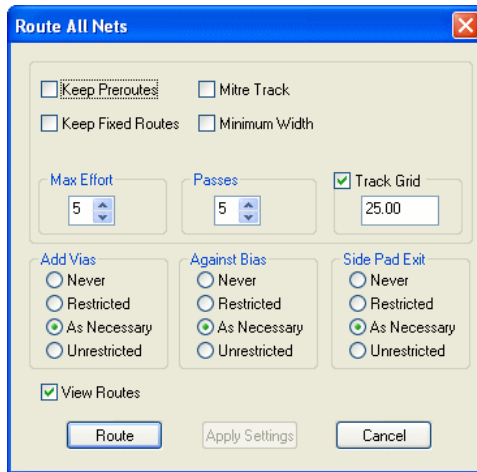 Route All Nets
Keep Preroutes Mitre Track
Keep Fixed Routes Minimum Width
Max Effort Passes Track Grid
5 5 25.00
Add Vias Against Bias Side Pad Exit
Never Never Never
Restricted Restricted Restricted
As Necessary As Necessary As Necessary
Unrestricted Unrestricted Unrestricted
View Routes
Route Apply Settings Cancel